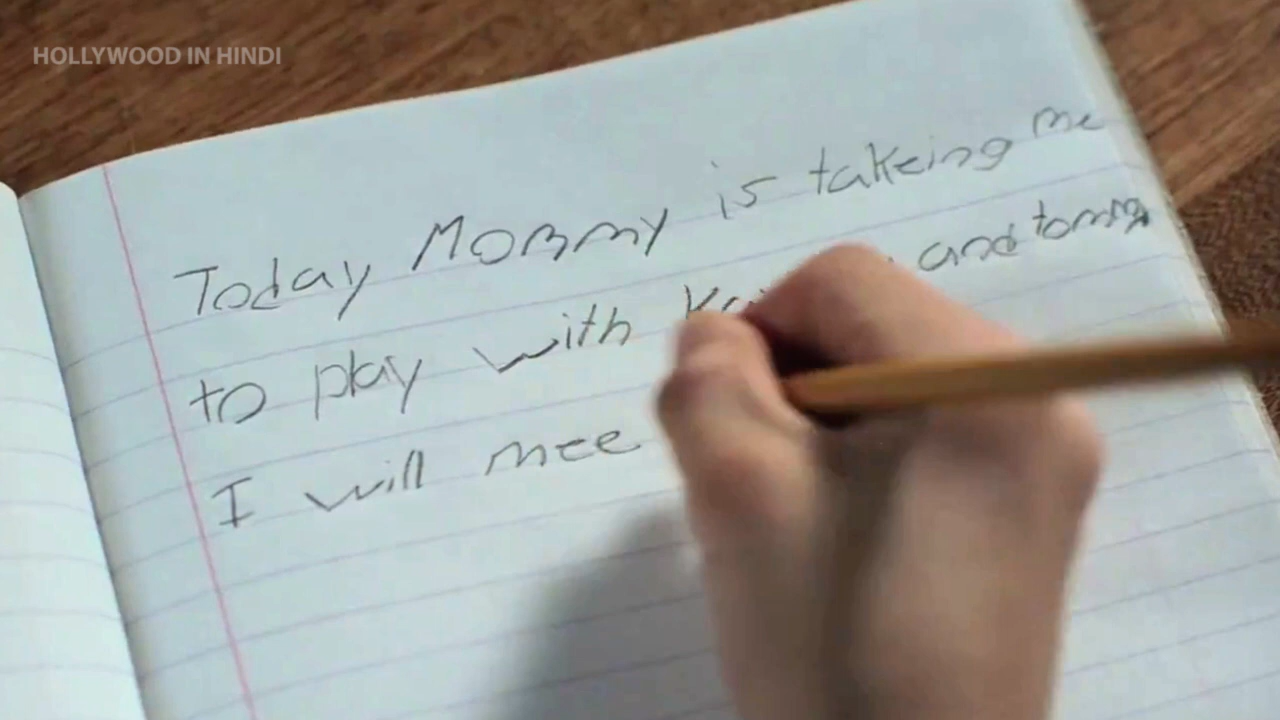 HOLLYWOOD IN HINDI
Today Mommy is takeing me
to play with and
I will mee